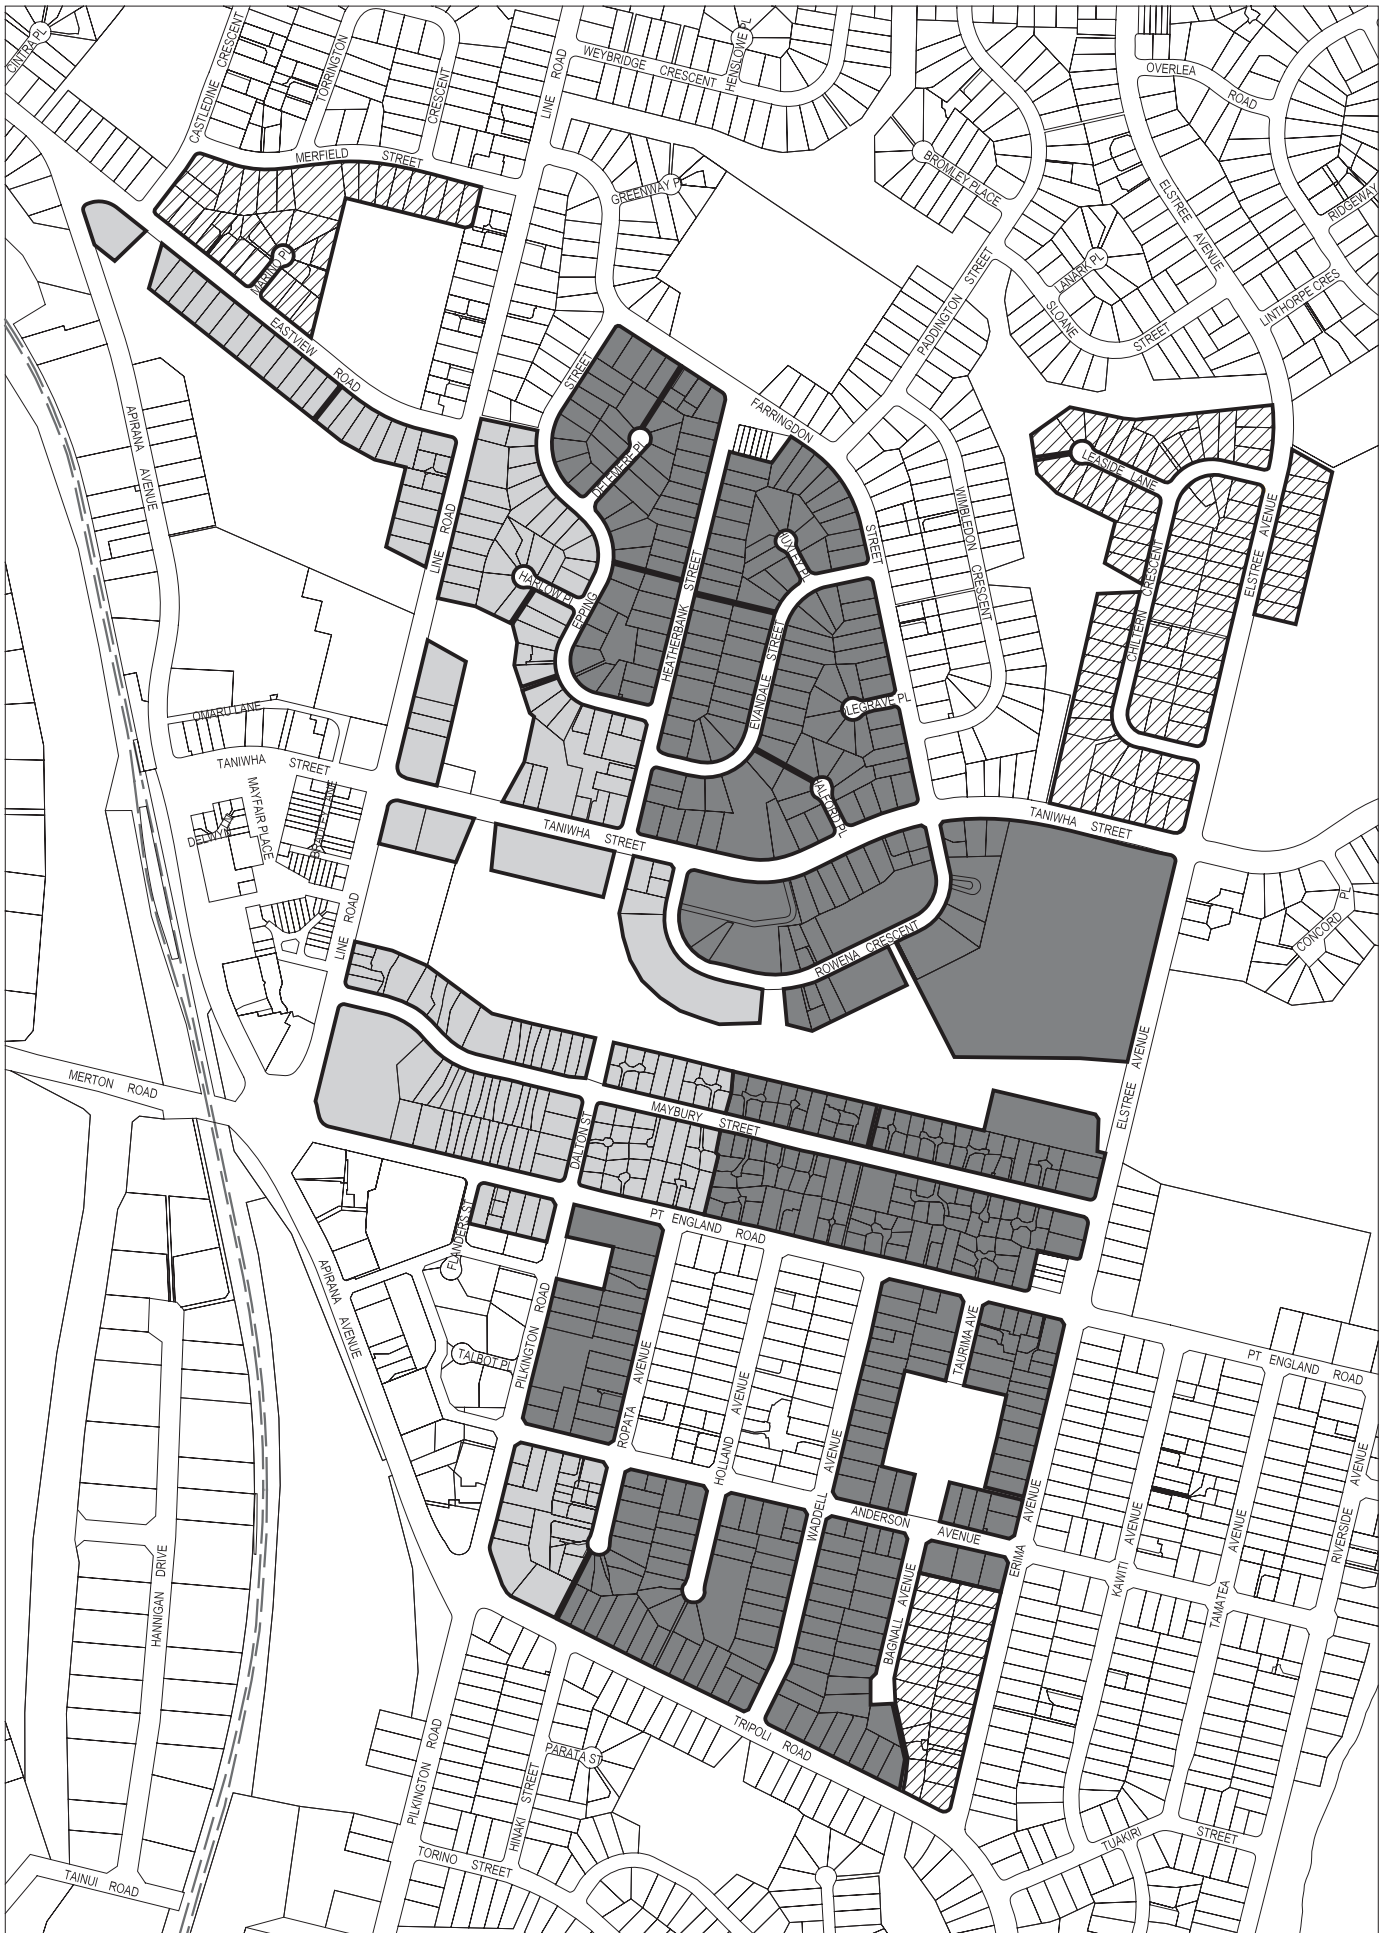 CINTRA PL
CASTLEDINE CRESCENT
TORRINGTON
CRESCENT
LINE ROAD
WEYBRIDGE CRESCENT
HENSLOWE PL
OVERLEA ROAD
MERFIELD STREET
GREENWAY P
BROMLEY PLACE
ELSTREE AVENUE
RIDGEWAY
MARINO PL
LANARK PL
PADDINGTON STREET
SLOANE STREET
LINTHORPE CRES
EASTVIEW ROAD
STREET
FARRINGDON
APIRANA AVENUE
DELEMERE PL
LEASIDE LANE
WIMBLEDON CRESCENT
STREET
LINE ROAD
UXLEY PL
HARLOW PL
EPPING
HEATHERBANK STREET
ELSTREE AVENUE
CHILTERN CRESCENT
EVANDALE STREET
LEGRAVE PL
OMARU LANE
TANIWHA STREET
MAYFAIR PLACE
DELWYN
HALFORD PL
TANIWHA STREET
TANIWHA STREET
LINE ROAD
CONCORD PL
ROWENA CRESCENT
ELSTREE AVENUE
MERTON ROAD
MAYBURY STREET
DALTON ST
PT ENGLAND ROAD
FLANDERS ST
APIRANA AVENUE
PILKINGTON ROAD
TALBOT PL
ROPATA AVENUE
HOLLAND AVENUE
TAURIMA AVE
PT ENGLAND ROAD
WADDELL AVENUE
ANDERSON AVENUE
ERIMA AVENUE
KAWITI AVENUE
TAMATEA AVENUE
RIVERSIDE AVENUE
HANNIGAN DRIVE
BAGNALL AVENUE
TRIPOLI ROAD
PILKINGTON ROAD
HINAKI STREET
PARATA ST
TUAKIRI STREET
TORINO STREET
TAINUI ROAD